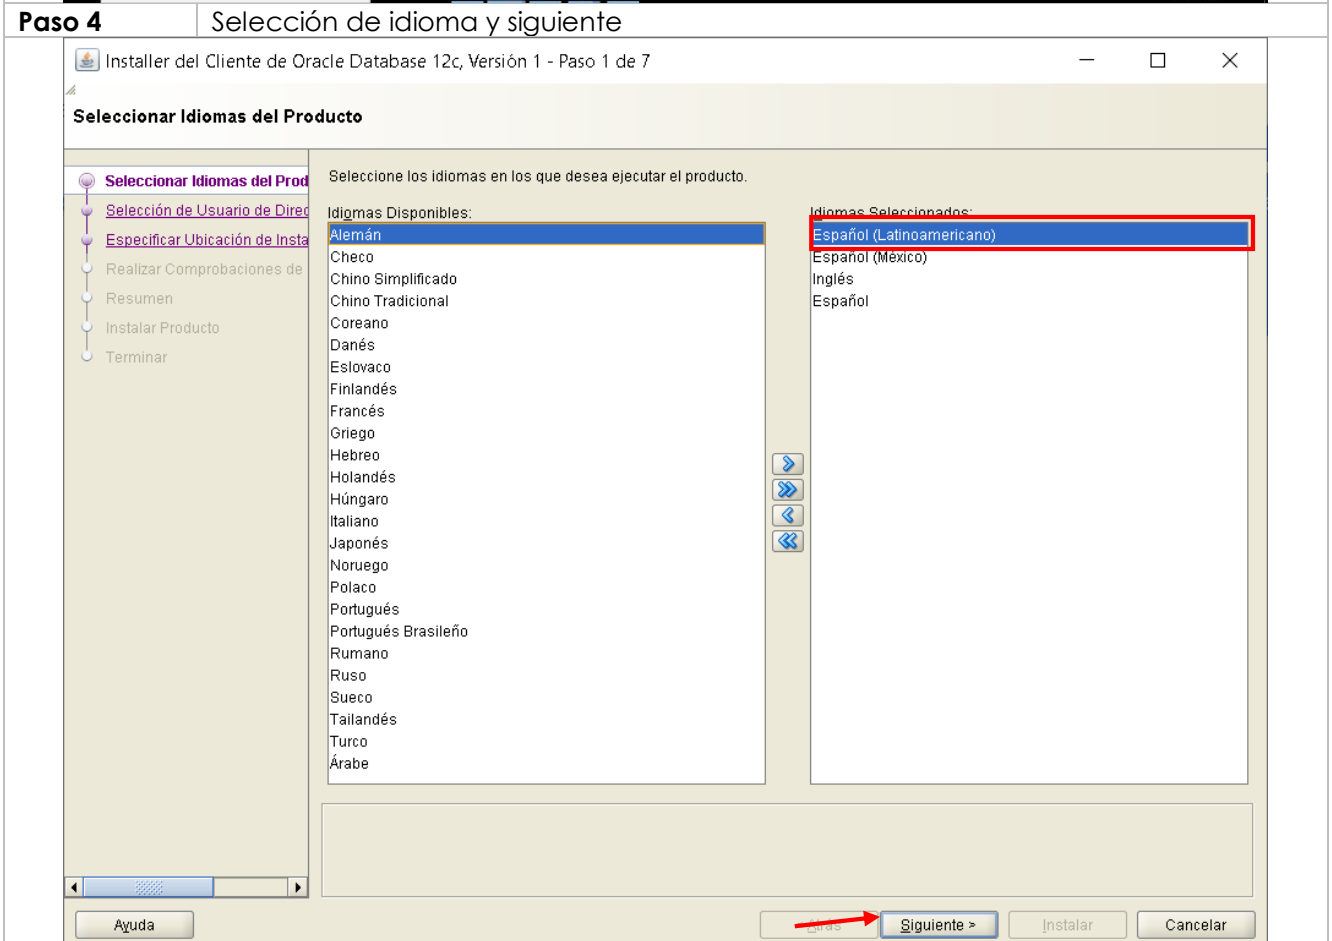 Paso 4
Selección de idioma y siguiente
Installer del Cliente de Oracle Database 12c, Versión 1 - Paso 1 de 7
Seleccionar Idiomas del Producto
Seleccionar Idiomas del Prod
Selección de Usuario de Direc
Especificar Ubicación de Insta
Realizar Comprobaciones de
Resumen
Instalar Producto
Terminar
Seleccione los idiomas en los que desea ejecutar el producto.
Idiomas Disponibles:
Alemán
Checo
Chino Simplificado
Chino Tradicional
Coreano
Danés
Eslovaco
Finlandés
Francés
Griego
Hebreo
Holandés
Húngaro
Italiano
Japonés
Noruego
Polaco
Portugués
Portugués Brasileño
Rumano
Ruso
Sueco
Tailandés
Turco
Árabe
Idiomas Seleccionados:
Español (Latinoamericano)
Español (México)
Inglés
Español
Ayuda
Atrás
Siguiente >
Instalar
Cancelar